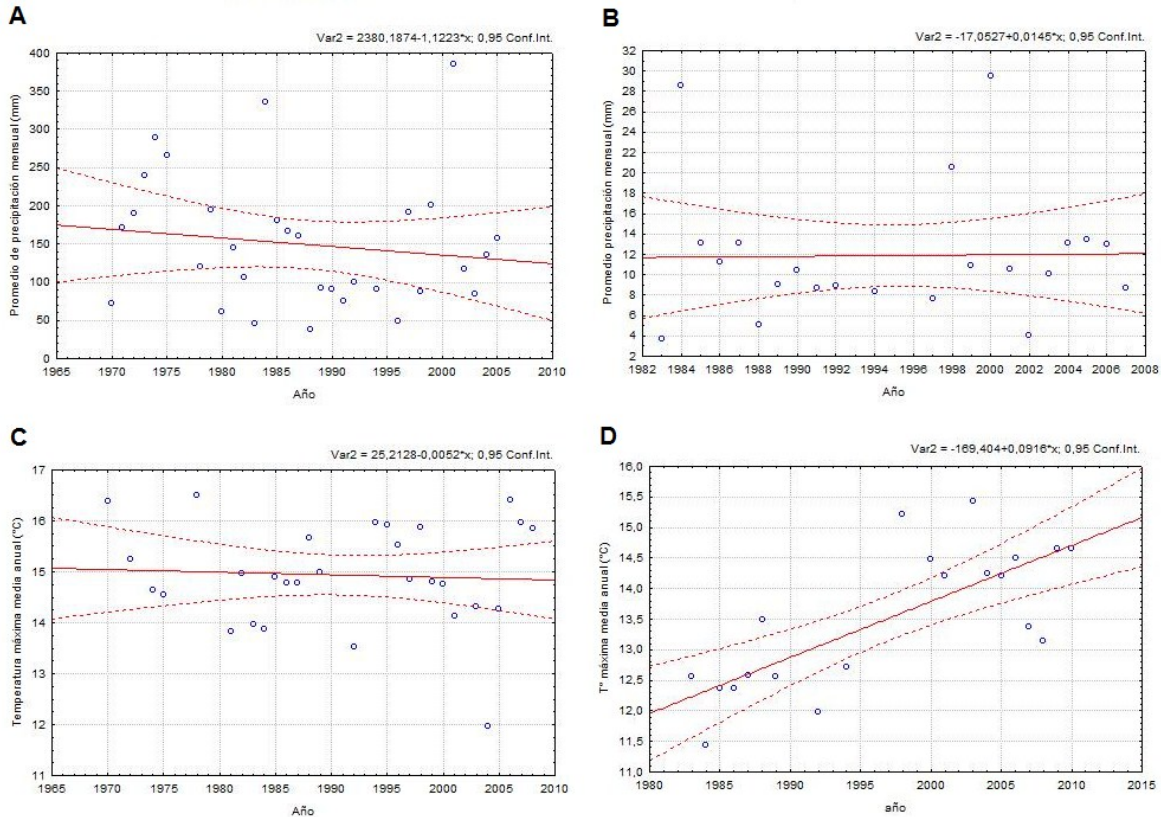 A
Var2 = 2380,1874-1,1223*x; 0,95 Conf.Int.
Promedio de precipitación mensual (mm)
400
350
300
250
200
150
100
50
0
1965 1970 1975 1980 1985 1990 1995 2000 2005 2010
Año
B
Var2 = -17,0527+0,0145*x; 0,95 Conf.Int.
Promedio precipitación mensual (mm)
32
30
28
26
24
22
20
18
16
14
12
10
8
6
4
2
1982 1984 1986 1988 1990 1992 1994 1996 1998 2000 2002 2004 2006 2008
Año
C
Var2 = 25,2128-0,0052*x; 0,95 Conf.Int.
Temperatura máxima media anual (°C)
17
16
15
14
13
12
11
1965 1970 1975 1980 1985 1990 1995 2000 2005 2010
Año
D
Var2 = -169,404+0,0916*x; 0,95 Conf.Int.
T° máxima media anual (°C)
16,0
15,5
15,0
14,5
14,0
13,5
13,0
12,5
12,0
11,5
11,0
1980 1985 1990 1995 2000 2005 2010 2015
año